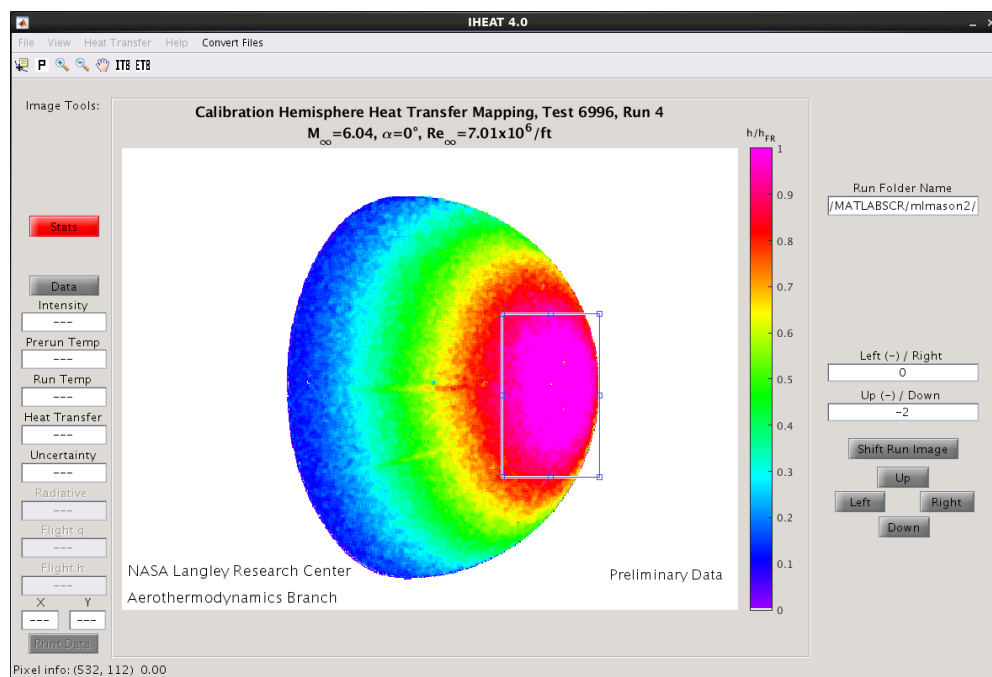 IHEAT 4.0
File View Heat Transfer Help Convert Files
P ITB ETB
Image Tools:
Stats
Data
Intensity
---
Prerun Temp
---
Run Temp
---
Heat Transfer
---
Uncertainty
---
Radiative
---
Flight q
---
Flight h
---
X Y
--- ---
Print Data
Calibration Hemisphere Heat Transfer Mapping, Test 6996, Run 4
M∞=6.04, α=0°, Re∞=7.01x10⁶/ft
h/hFR
1
0.9
0.8
0.7
0.6
0.5
0.4
0.3
0.2
0.1
0
NASA Langley Research Center
Aerothermodynamics Branch
Preliminary Data
Run Folder Name
/MATLABSCR/mlmason2/
Left (-) / Right
0
Up (-) / Down
-2
Shift Run Image
Up
Left Right
Down
Pixel info: (532, 112) 0.00